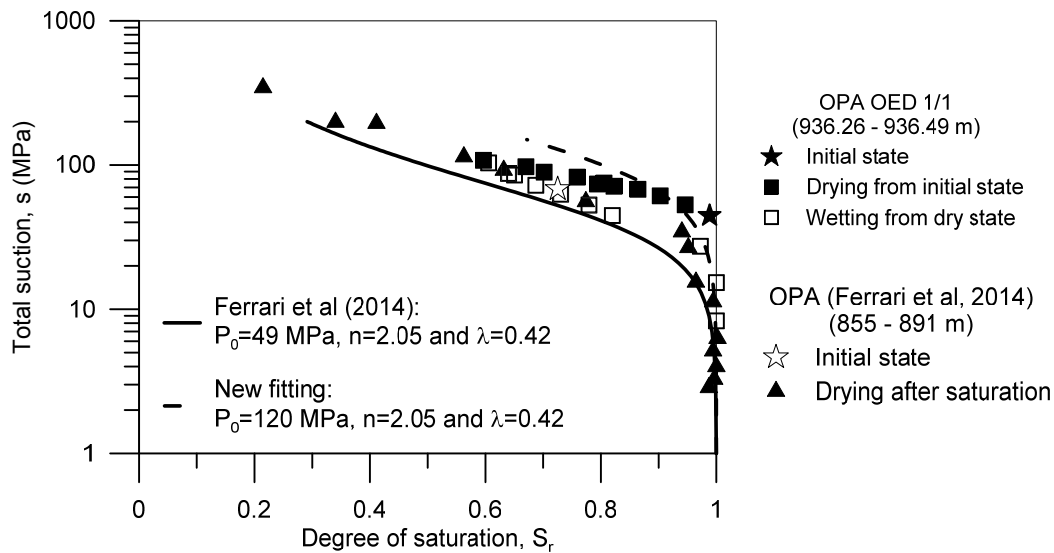 1000
100
10
1
Total suction, s (MPa)
Ferrari et al (2014):
P₀=49 MPa, n=2.05 and λ=0.42
New fitting:
P₀=120 MPa, n=2.05 and λ=0.42
0 0.2 0.4 0.6 0.8 1
Degree of saturation, Sᵣ
OPA OED 1/1
(936.26 - 936.49 m)
Initial state
Drying from initial state
Wetting from dry state
OPA (Ferrari et al, 2014)
(855 - 891 m)
Initial state
Drying after saturation